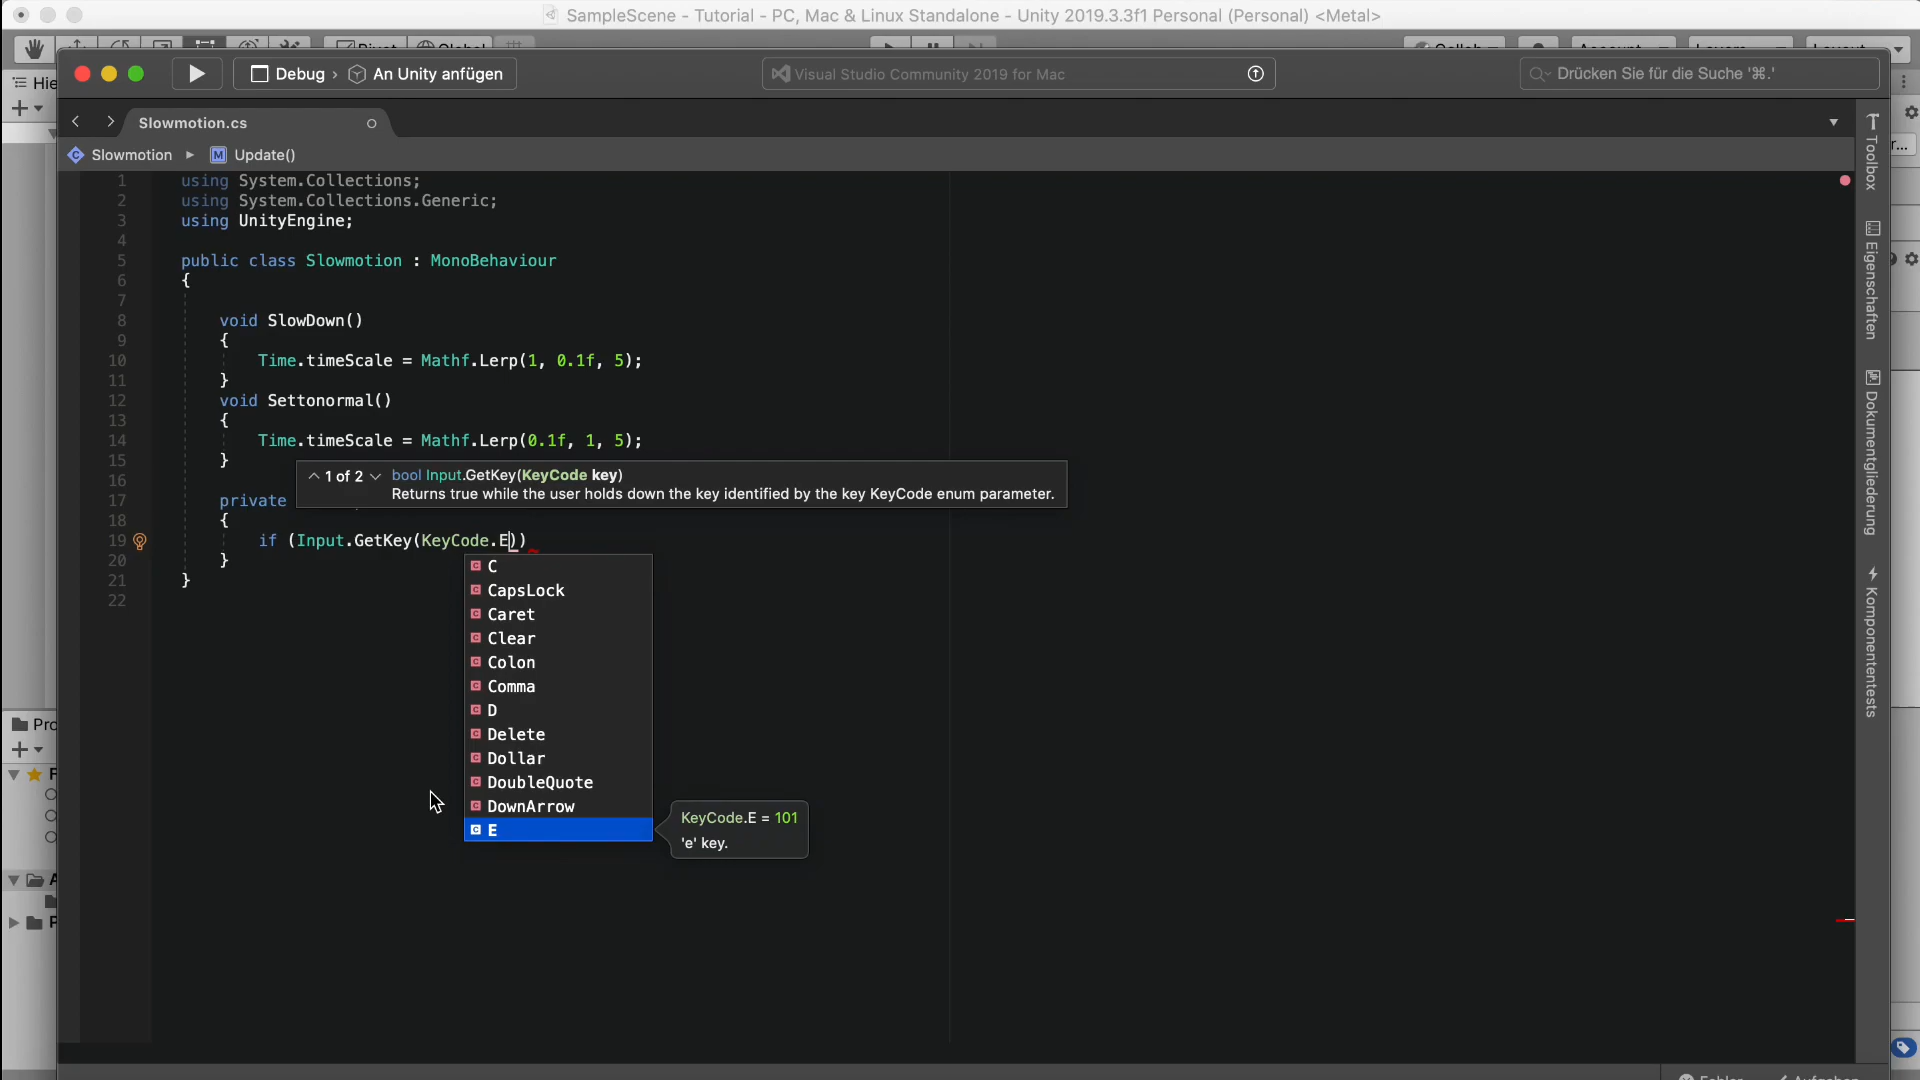 SampleScene - Tutorial - PC, Mac & Linux Standalone - Unity 2019.3.3f1 Personal (Personal) <Metal>
Hie
Debug › An Unity anfügen
Visual Studio Community 2019 for Mac
Drücken Sie für die Suche '⌘.'
Slowmotion.cs
Slowmotion ▸ M Update()
1 using System.Collections;
2 using System.Collections.Generic;
3 using UnityEngine;
4
5 public class Slowmotion : MonoBehaviour
6 {
7
8 void SlowDown()
9 {
10 Time.timeScale = Mathf.Lerp(1, 0.1f, 5);
11 }
12 void Settonormal()
13 {
14 Time.timeScale = Mathf.Lerp(0.1f, 1, 5);
15 }
16
1 of 2 bool Input.GetKey(KeyCode key)
Returns true while the user holds down the key identified by the key KeyCode enum parameter.
17 private
18 {
19 if (Input.GetKey(KeyCode.E))
20 }
21 }
22
C
CapsLock
Caret
Clear
Colon
Comma
D
Delete
Dollar
DoubleQuote
DownArrow
E
KeyCode.E = 101
'e' key.
Toolbox
Eigenschaften
Dokumentgliederung
Komponententests
Pro
F